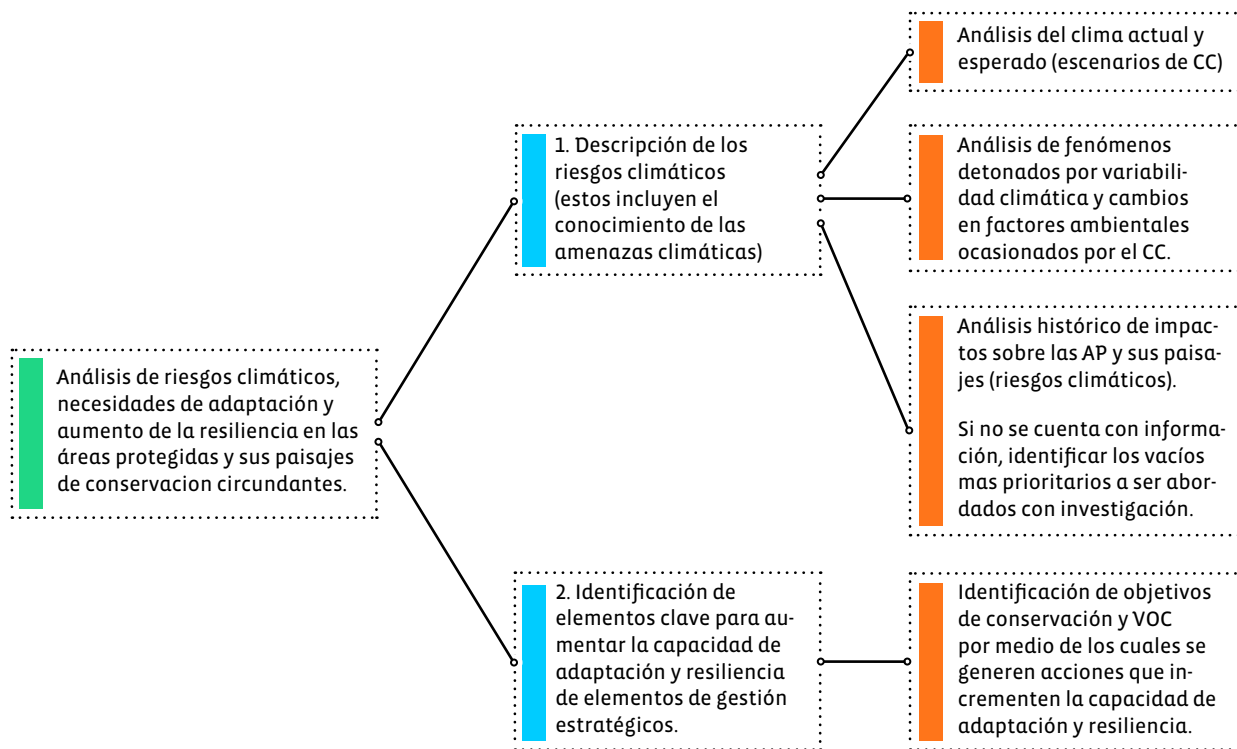 Análisis de riesgos climáticos,
necesidades de adaptación y
aumento de la resiliencia en las
áreas protegidas y sus paisajes
de conservacion circundantes.
1. Descripción de los
riesgos climáticos
(estos incluyen el
conocimiento de las
amenazas climáticas)
Análisis del clima actual y
esperado (escenarios de CC)
Análisis de fenómenos
detonados por variabili-
dad climática y cambios
en factores ambientales
ocasionados por el CC.
Análisis histórico de impac-
tos sobre las AP y sus paisa-
jes (riesgos climáticos).
Si no se cuenta con informa-
ción, identificar los vacíos
mas prioritarios a ser abor-
dados con investigación.
2. Identificación de
elementos clave para au-
mentar la capacidad de
adaptación y resiliencia
de elementos de gestión
estratégicos.
Identificación de objetivos
de conservación y VOC
por medio de los cuales se
generen acciones que in-
crementen la capacidad de
adaptación y resiliencia.